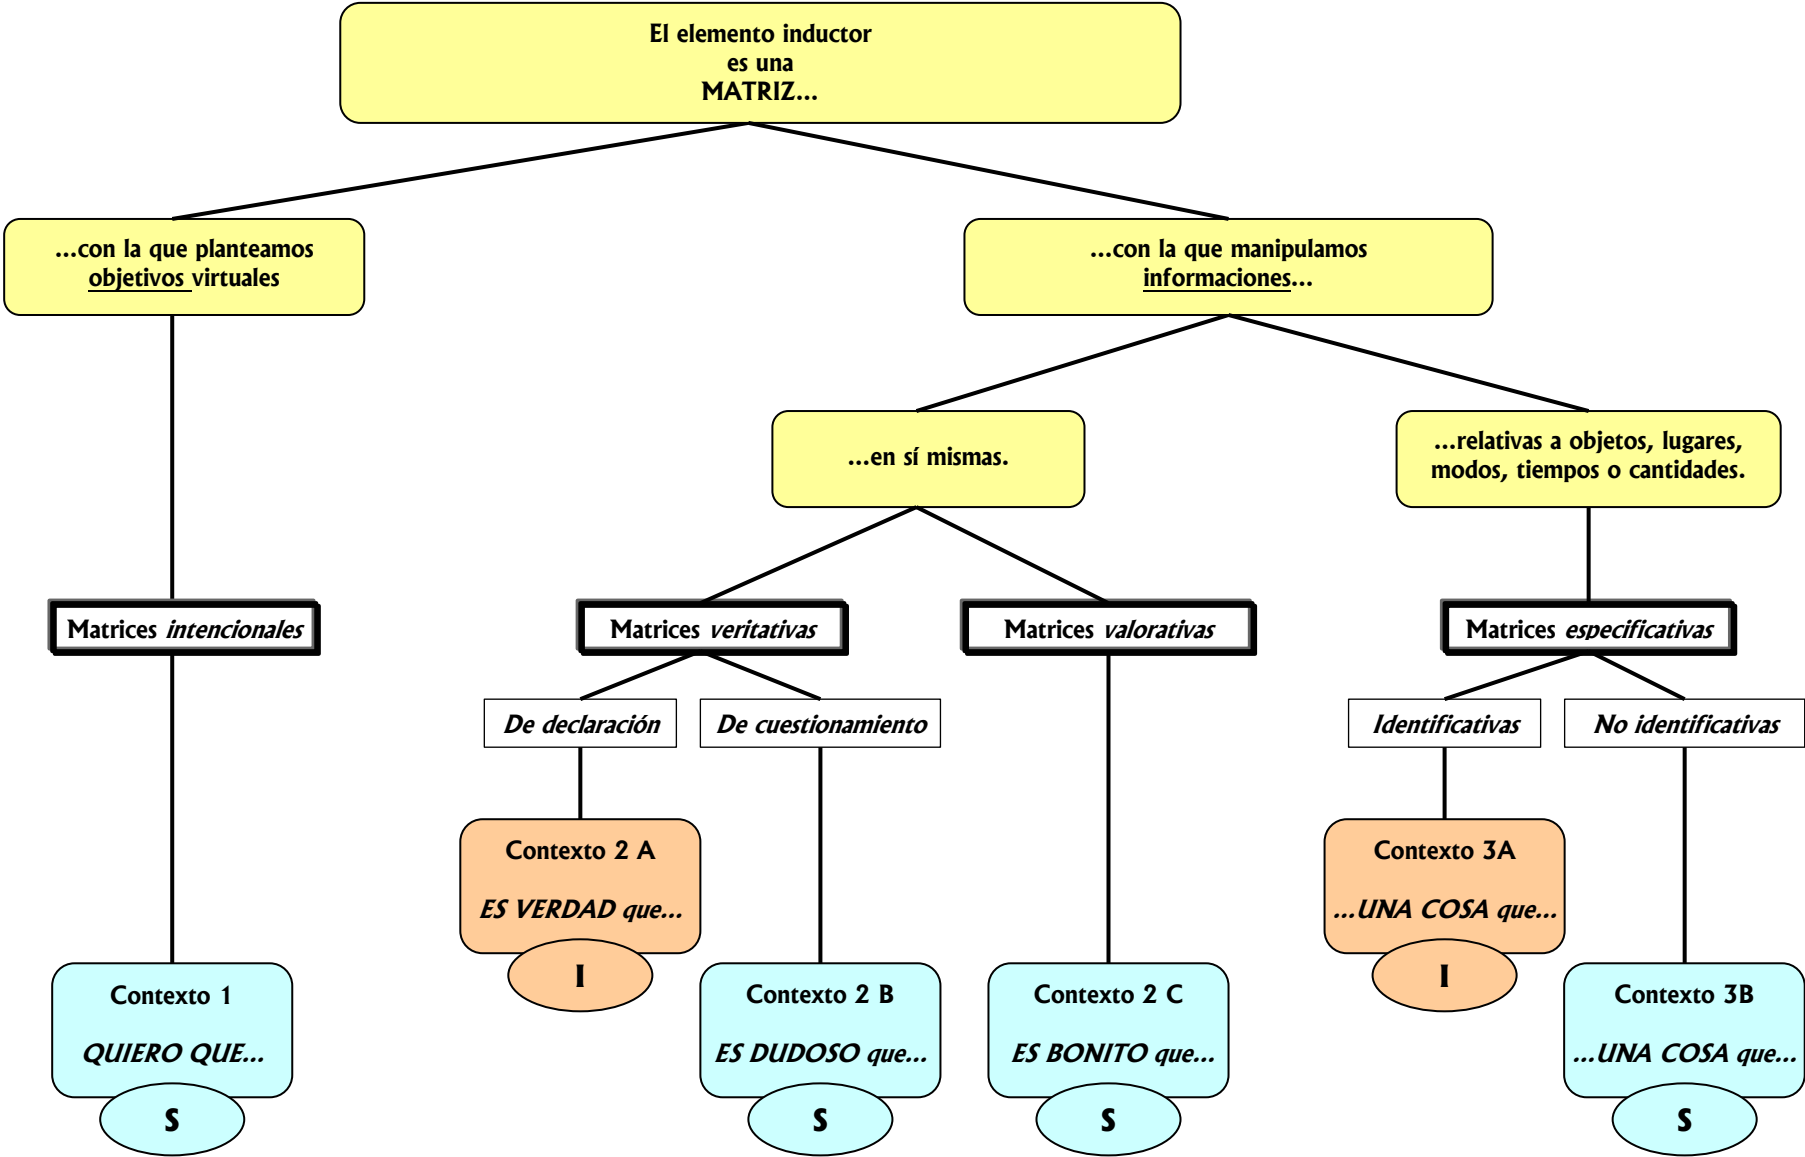 El elemento inductor
es una
MATRIZ...
...con la que planteamos
objetivos virtuales
...con la que manipulamos
informaciones...
...en sí mismas.
...relativas a objetos, lugares,
modos, tiempos o cantidades.
Matrices intencionales
Matrices veritativas
Matrices valorativas
Matrices especificativas
De declaración
De cuestionamiento
Identificativas
No identificativas
Contexto 2 A
ES VERDAD que...
I
Contexto 3A
...UNA COSA que...
I
Contexto 1
QUIERO QUE...
S
Contexto 2 B
ES DUDOSO que...
S
Contexto 2 C
ES BONITO que...
S
Contexto 3B
...UNA COSA que...
S